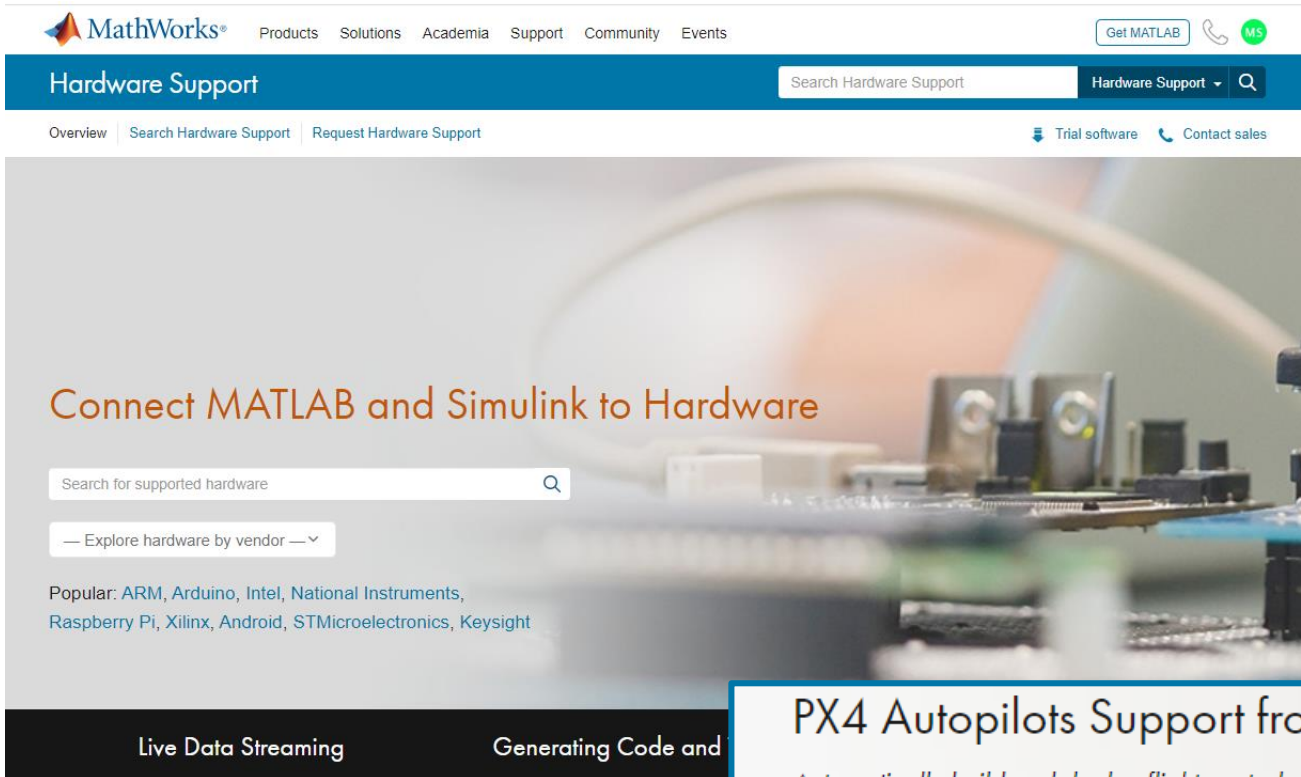 MathWorks® Products Solutions Academia Support Community Events Get MATLAB MS
Hardware Support Search Hardware Support Hardware Support
Overview Search Hardware Support Request Hardware Support Trial software Contact sales
Connect MATLAB and Simulink to Hardware
Search for supported hardware
— Explore hardware by vendor —
Popular: ARM, Arduino, Intel, National Instruments,
Raspberry Pi, Xilinx, Android, STMicroelectronics, Keysight
Live Data Streaming Generating Code and
PX4 Autopilots Support fro